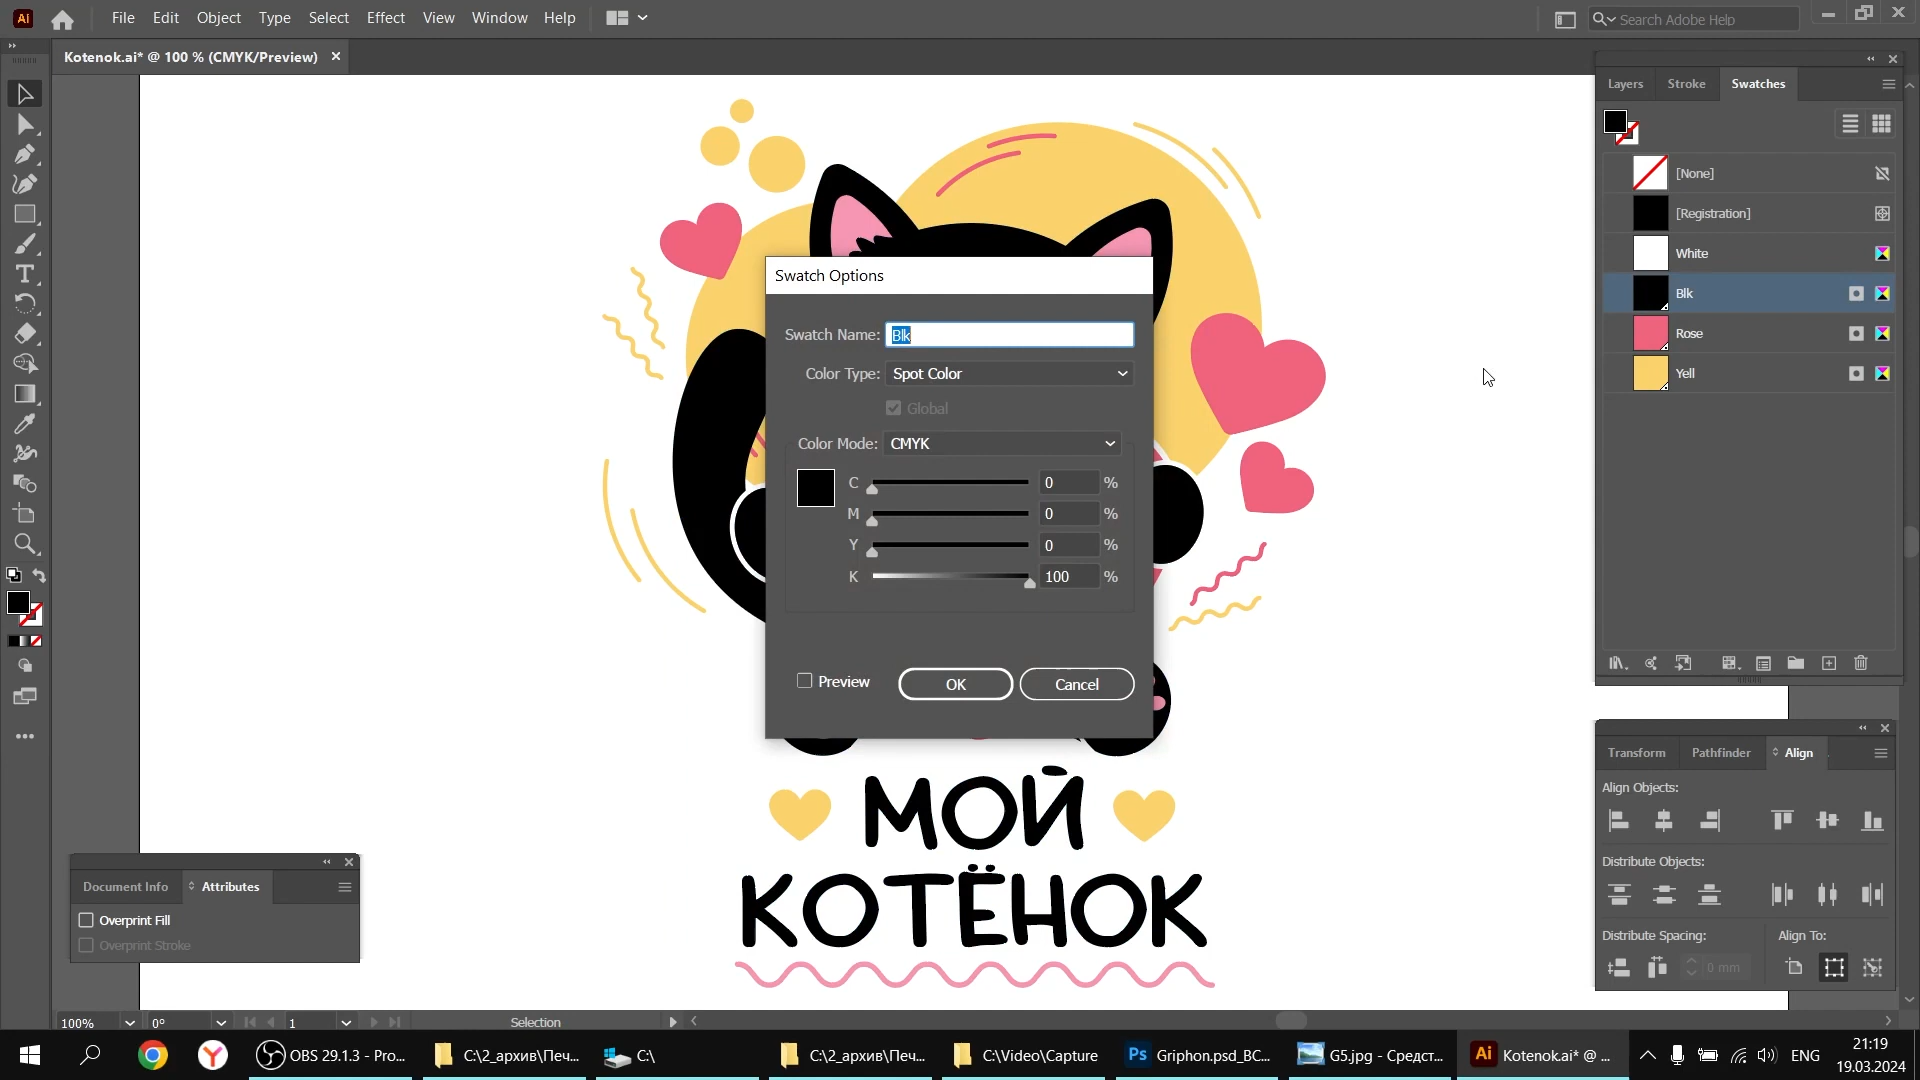 Ai File Edit Object Type Select Effect View Window Help Search Adobe Help
Kotenok.ai* @ 100 % (CMYK/Preview)
Layers Stroke Swatches
[None]
[Registration]
White
Blk
Rose
Yell
Swatch Options
Swatch Name: Blk
Color Type: Spot Color
Global
Color Mode: CMYK
C 0 %
M 0 %
Y 0 %
K 100 %
Preview OK Cancel
Transform Pathfinder Align
Align Objects:
Distribute Objects:
Distribute Spacing: Align To:
0 mm
Document Info Attributes
Overprint Fill
Overprint Stroke
МОЙ
КОТЁНОК
100% 0° 1 Selection
OBS 29.1.3 - Pro... C:\2_архив\Печ... C:\ C:\2_архив\Печ... C:\Video\Capture Ps Griphon.psd_BC... G5.jpg - Средст... Ai Kotenok.ai* @ ... ENG 21:19
19.03.2024